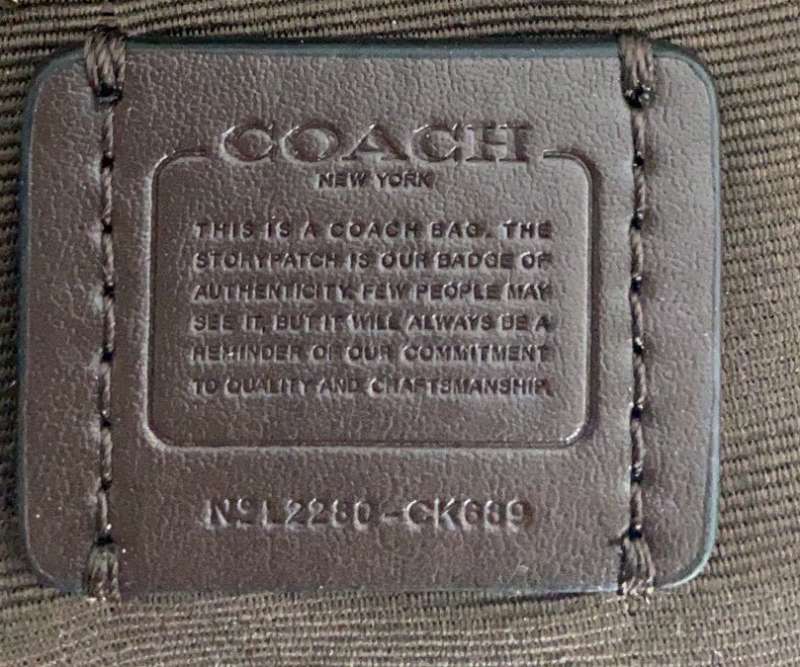 COACH
NEW YORK
THIS IS A COACH BAG. THE
STORYPATCH IS OUR BADGE OF
AUTHENTICITY. FEW PEOPLE MAY
SEE IT, BUT IT WILL ALWAYS BE A
REMINDER OF OUR COMMITMENT
TO QUALITY AND CRAFTSMANSHIP.
Nº L2280-CK689